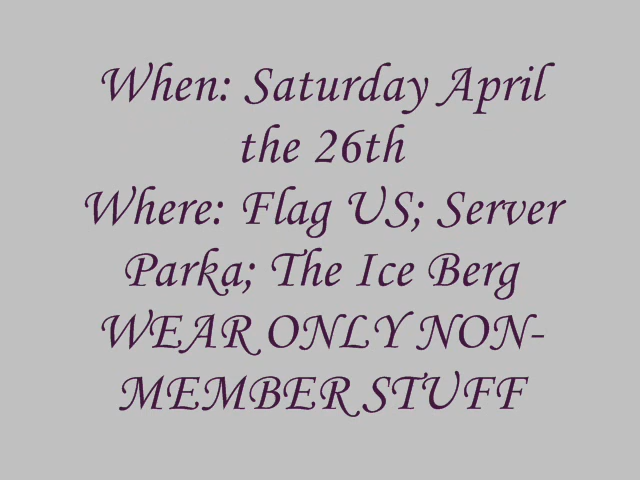 When: Saturday April
the 26th
Where: Flag US; Server
Parka; The Ice Berg
WEAR ONLY NON-
MEMBER STUFF